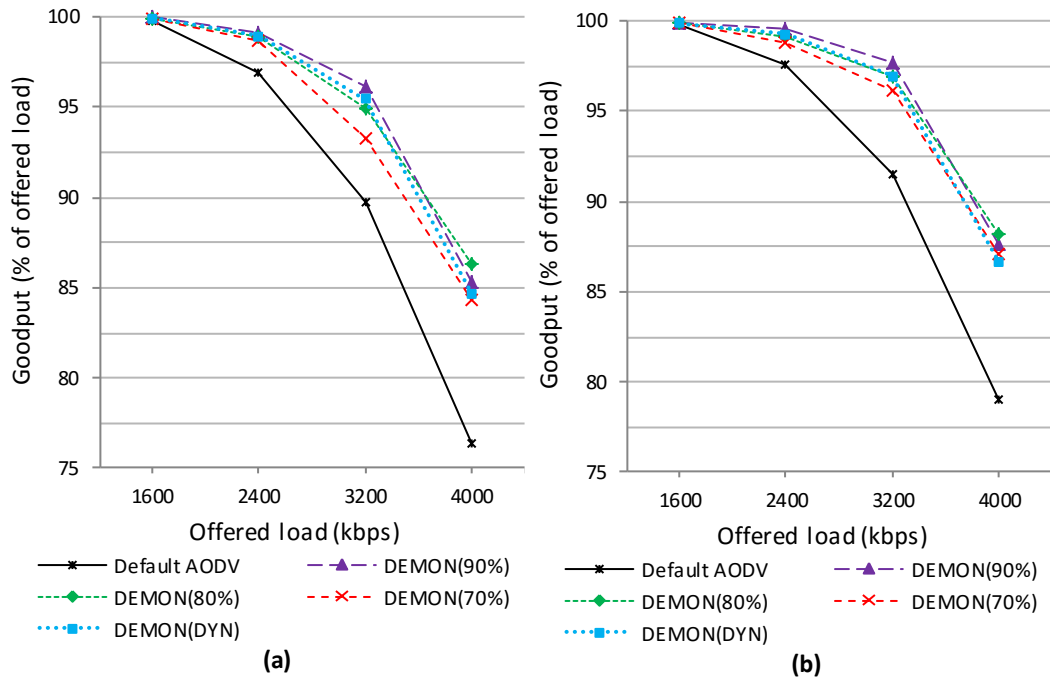 Goodput (% of offered load)
100
95
90
85
80
75
1600 2400 3200 4000
Offered load (kbps)
Default AODV DEMON(90%)
DEMON(80%) DEMON(70%)
DEMON(DYN)
(a)
Goodput (% of offered load)
100
95
90
85
80
75
1600 2400 3200 4000
Offered load (kbps)
Default AODV DEMON(90%)
DEMON(80%) DEMON(70%)
DEMON(DYN)
(b)